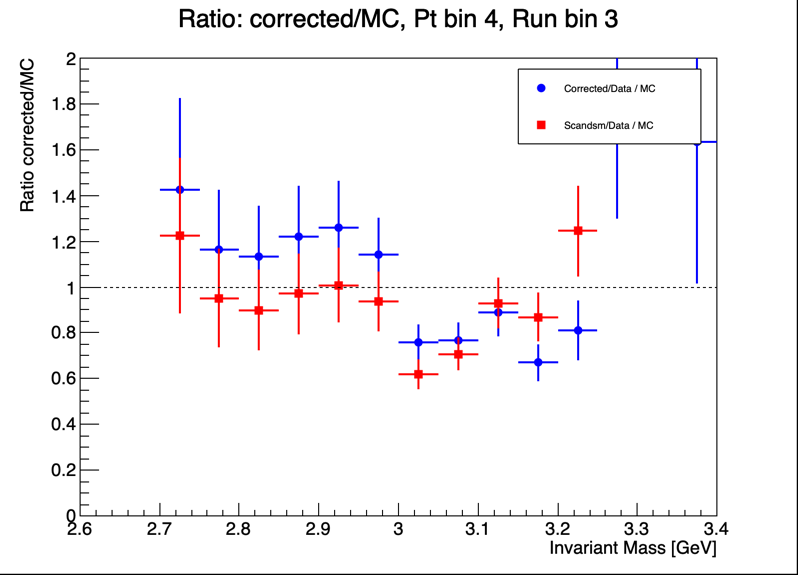 Ratio: corrected/MC, Pt bin 4, Run bin 3
Ratio corrected/MC
2
1.8
1.6
1.4
1.2
1
0.8
0.6
0.4
0.2
0
Corrected/Data / MC
Scandsm/Data / MC
2.6 2.7 2.8 2.9 3 3.1 3.2 3.3 3.4
Invariant Mass [GeV]